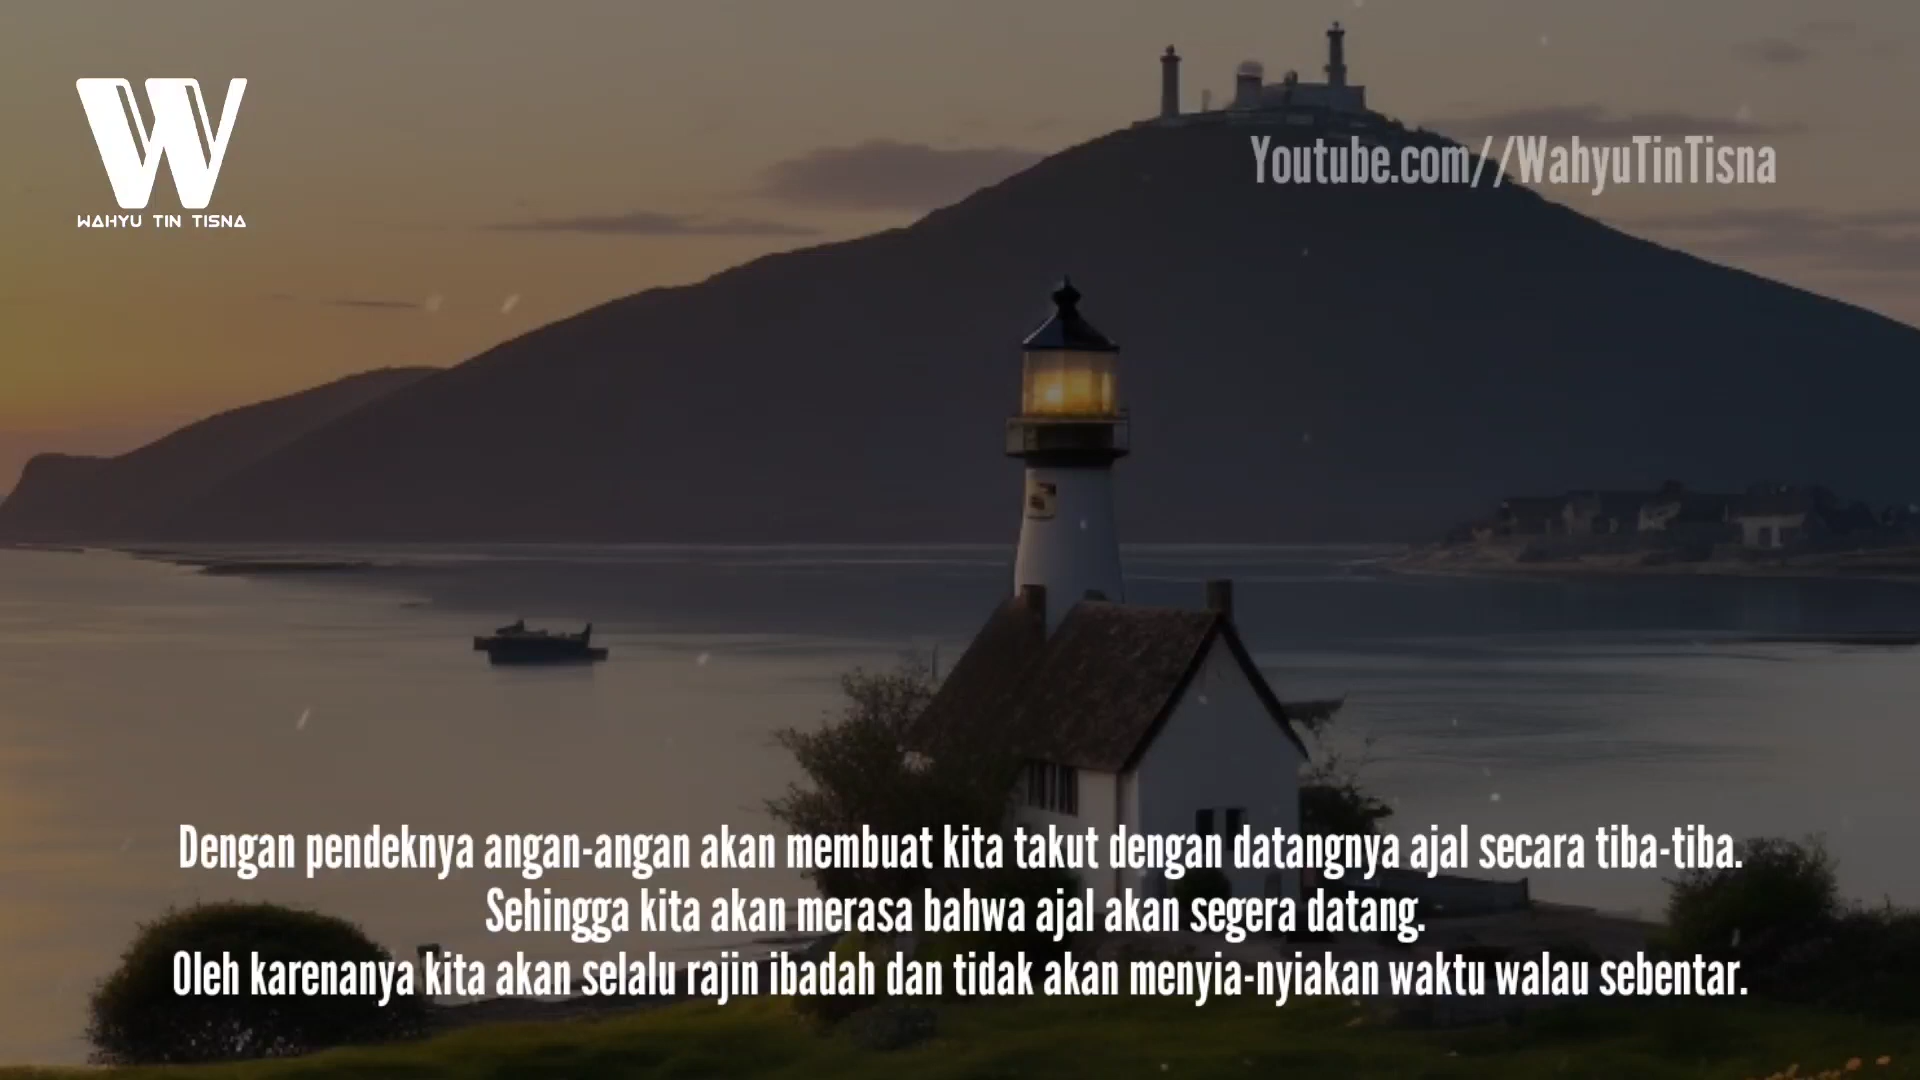 WAHYU TIN TISNA
Youtube.com//WahyuTinTisna
Dengan pendeknya angan-angan akan membuat kita takut dengan datangnya ajal secara tiba-tiba.
Sehingga kita akan merasa bahwa ajal akan segera datang.
Oleh karenanya kita akan selalu rajin ibadah dan tidak akan menyia-nyiakan waktu walau sebentar.